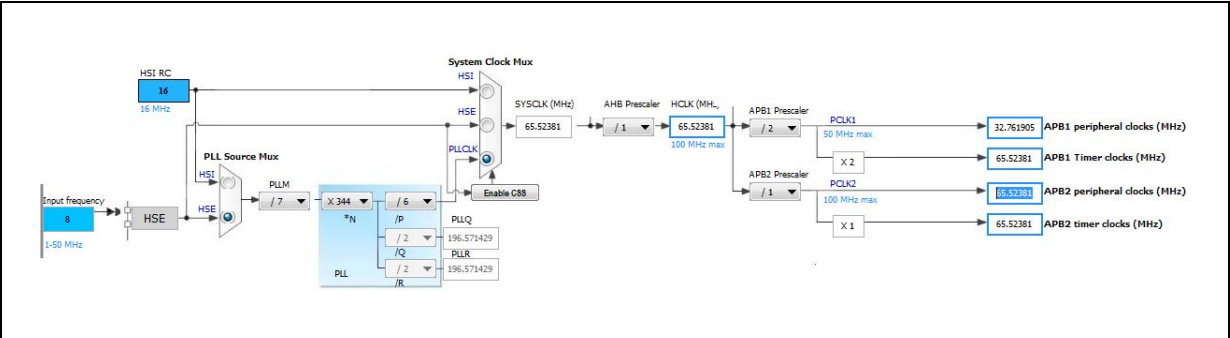 System Clock Mux
HSI RC
16
16 MHz
HSI
HSE
PLLCLK
Enable CSS
SYSCLK (MHz)
65.52381
AHB Prescaler
/ 1
HCLK (MHz)
65.52381
100 MHz max
APB1 Prescaler
/ 2
PCLK1
50 MHz max
32.761905 APB1 peripheral clocks (MHz)
X 2
65.52381 APB1 Timer clocks (MHz)
APB2 Prescaler
/ 1
PCLK2
100 MHz max
65.52381 APB2 peripheral clocks (MHz)
X 1
65.52381 APB2 timer clocks (MHz)
PLL Source Mux
HSI
HSE
Input frequency
8
1-50 MHz
HSE
PLLM
/ 7
X 344
*N
/ 6
/P
PLLQ
/ 2
196.571429
/Q
PLLR
/ 2
196.571429
/R
PLL